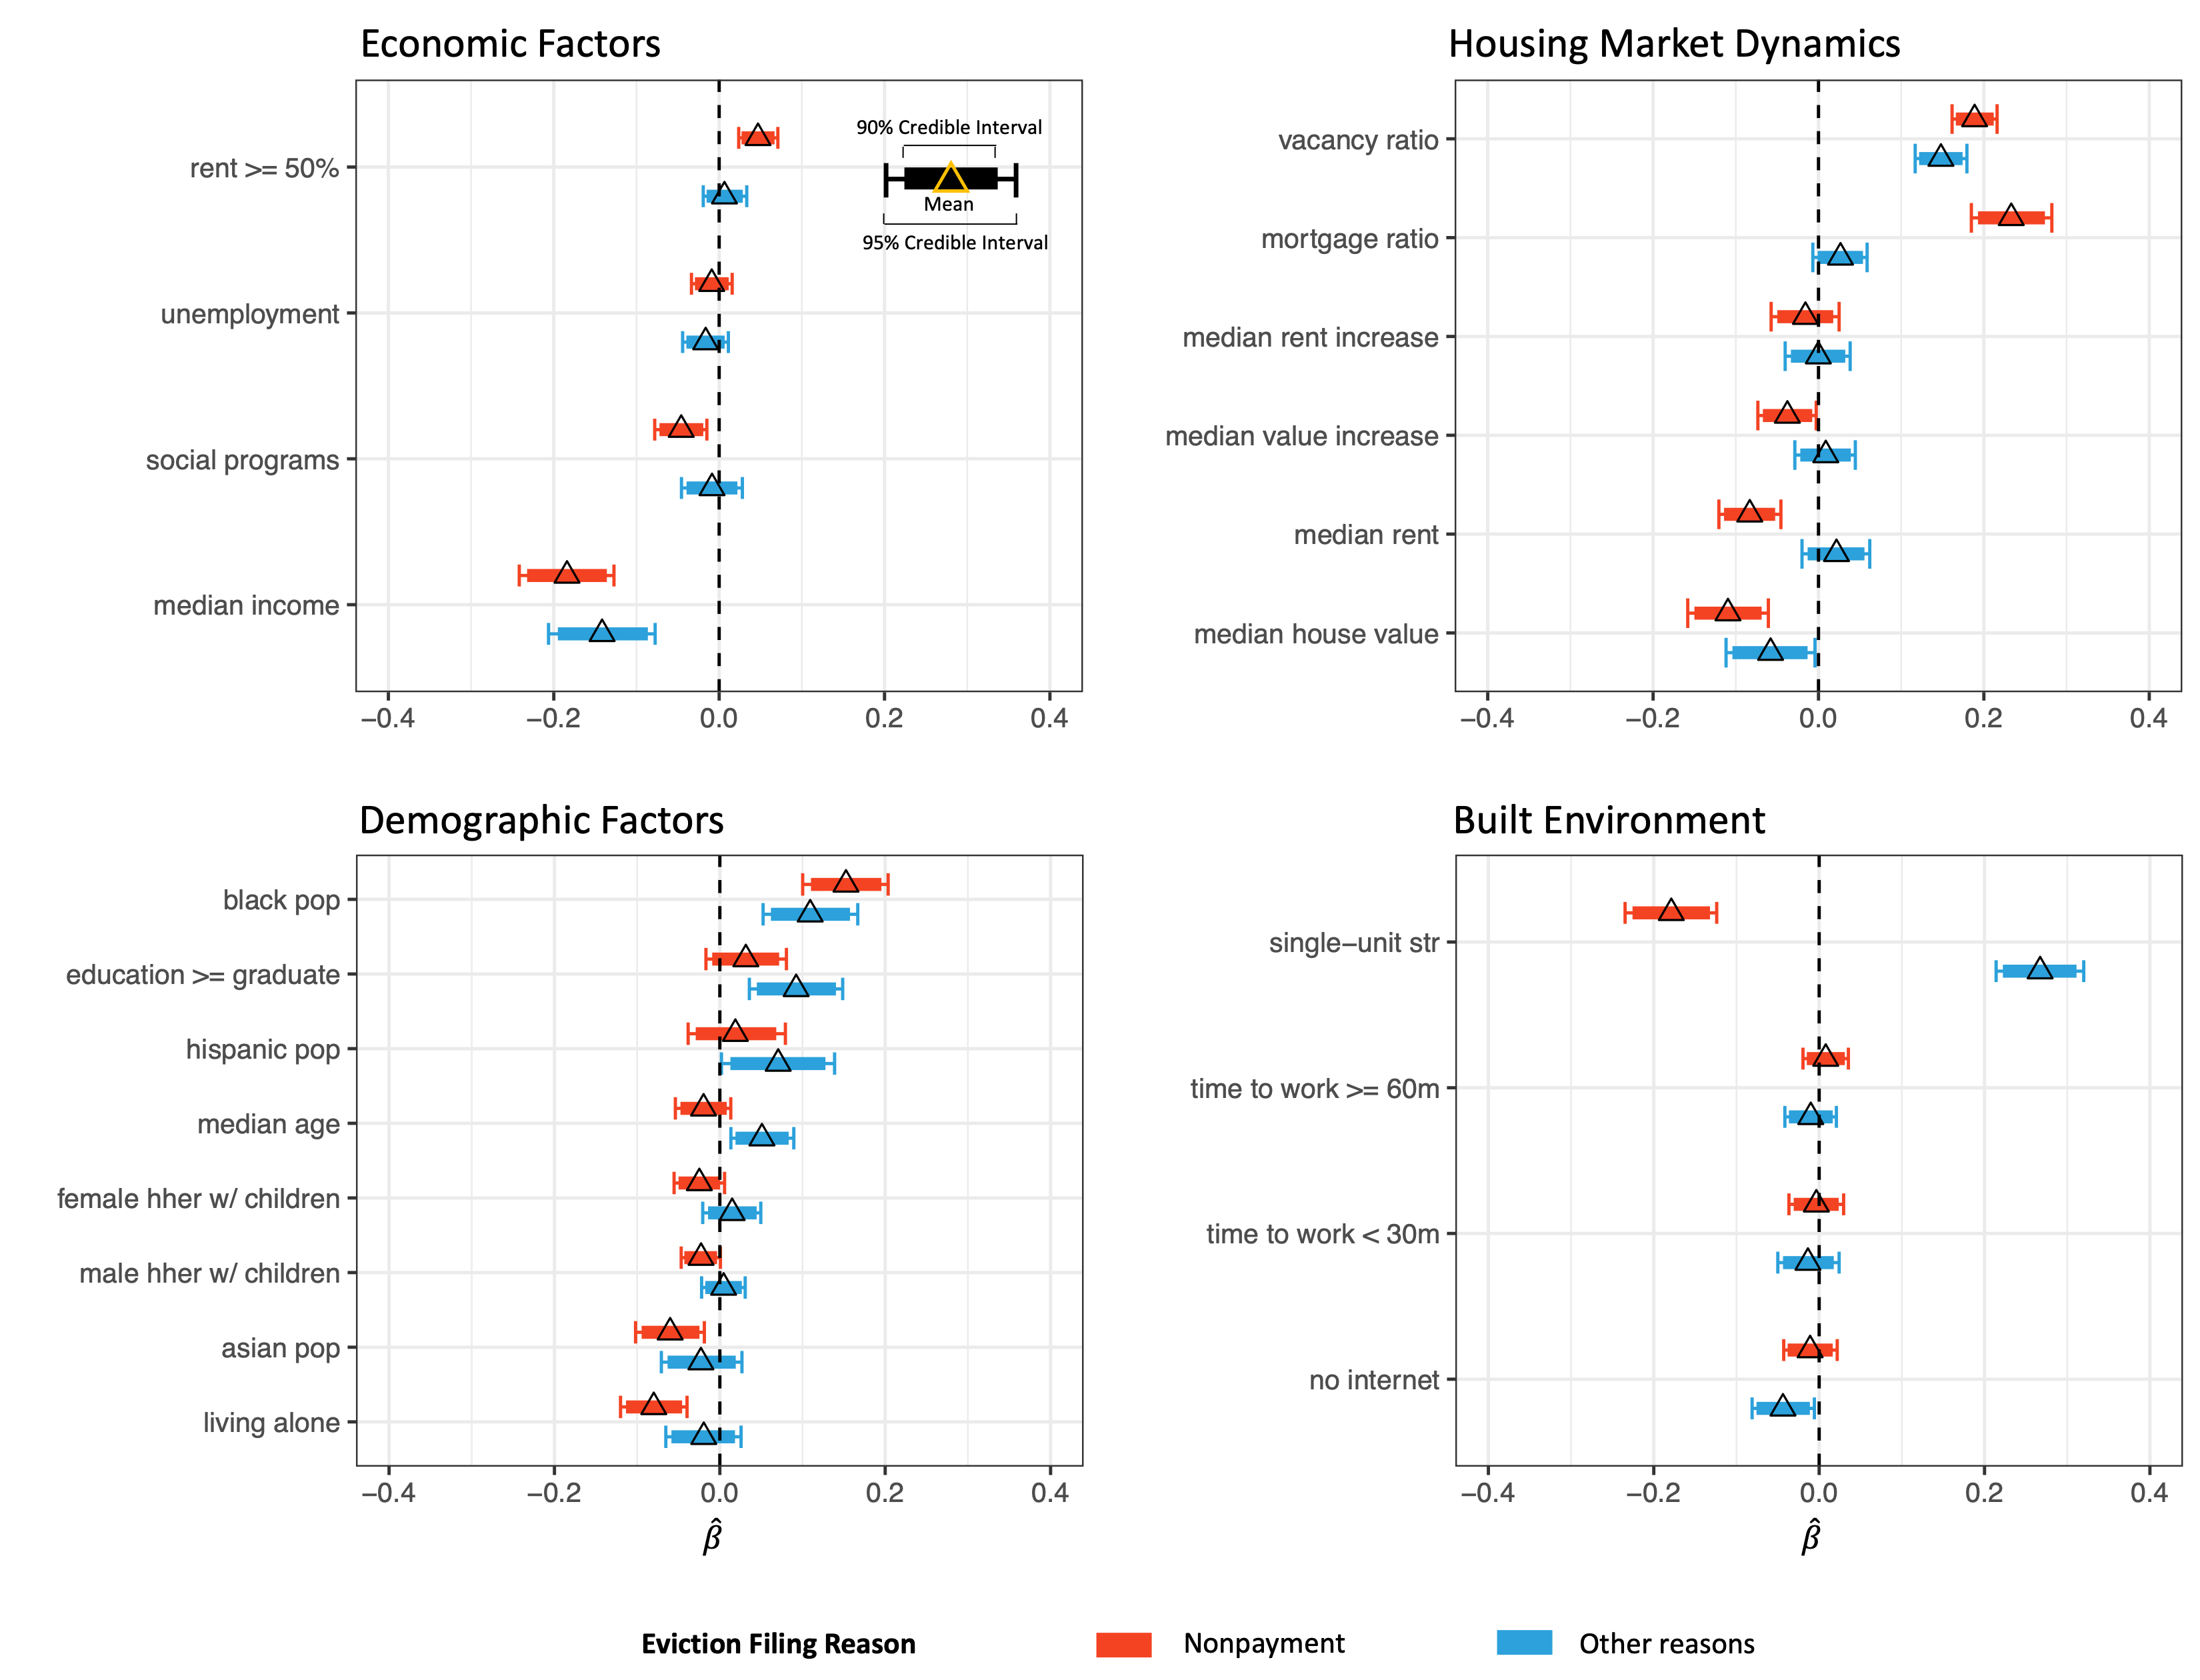 Economic Factors
rent >= 50%
unemployment
social programs
median income
90% Credible Interval
Mean
95% Credible Interval
−0.4 −0.2 0.0 0.2 0.4
Housing Market Dynamics
vacancy ratio
mortgage ratio
median rent increase
median value increase
median rent
median house value
−0.4 −0.2 0.0 0.2 0.4
Demographic Factors
black pop
education >= graduate
hispanic pop
median age
female hher w/ children
male hher w/ children
asian pop
living alone
−0.4 −0.2 0.0 0.2 0.4
β̂
Built Environment
single−unit str
time to work >= 60m
time to work < 30m
no internet
−0.4 −0.2 0.0 0.2 0.4
β̂
Eviction Filing Reason Nonpayment Other reasons